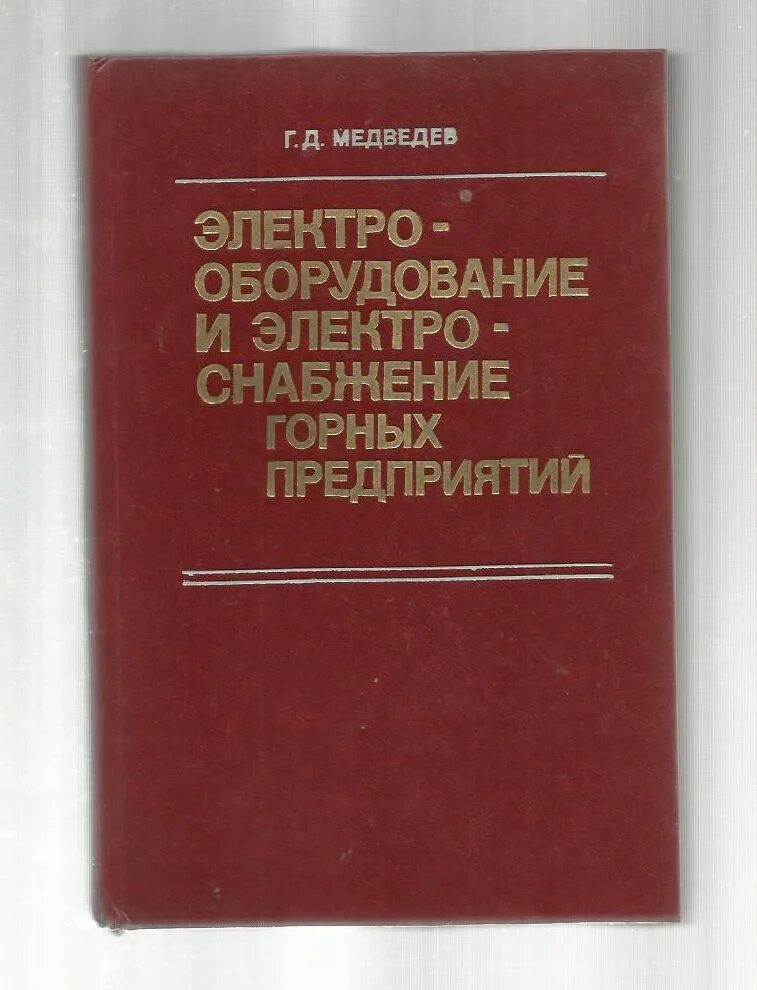 Г.Д. МЕДВЕДЕВ
ЭЛЕКТРО-
ОБОРУДОВАНИЕ
И ЭЛЕКТРО-
СНАБЖЕНИЕ
ГОРНЫХ
ПРЕДПРИЯТИЙ